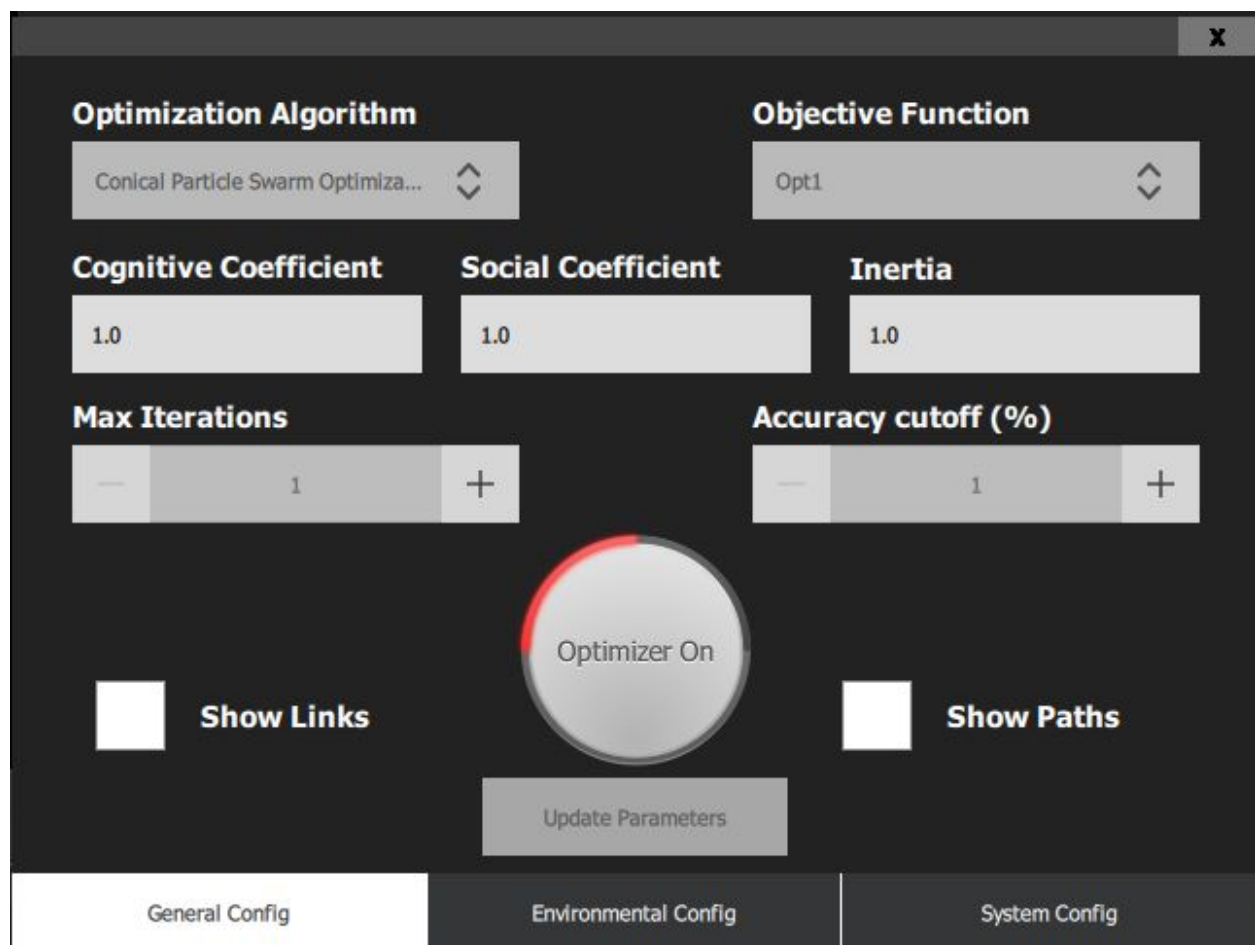 X
Optimization Algorithm
Objective Function
Conical Particle Swarm Optimiza...
Opt1
Cognitive Coefficient
Social Coefficient
Inertia
1.0
1.0
1.0
Max Iterations
Accuracy cutoff (%)
— 1 +
— 1 +
Optimizer On
Show Links
Show Paths
Update Parameters
General Config
Environmental Config
System Config